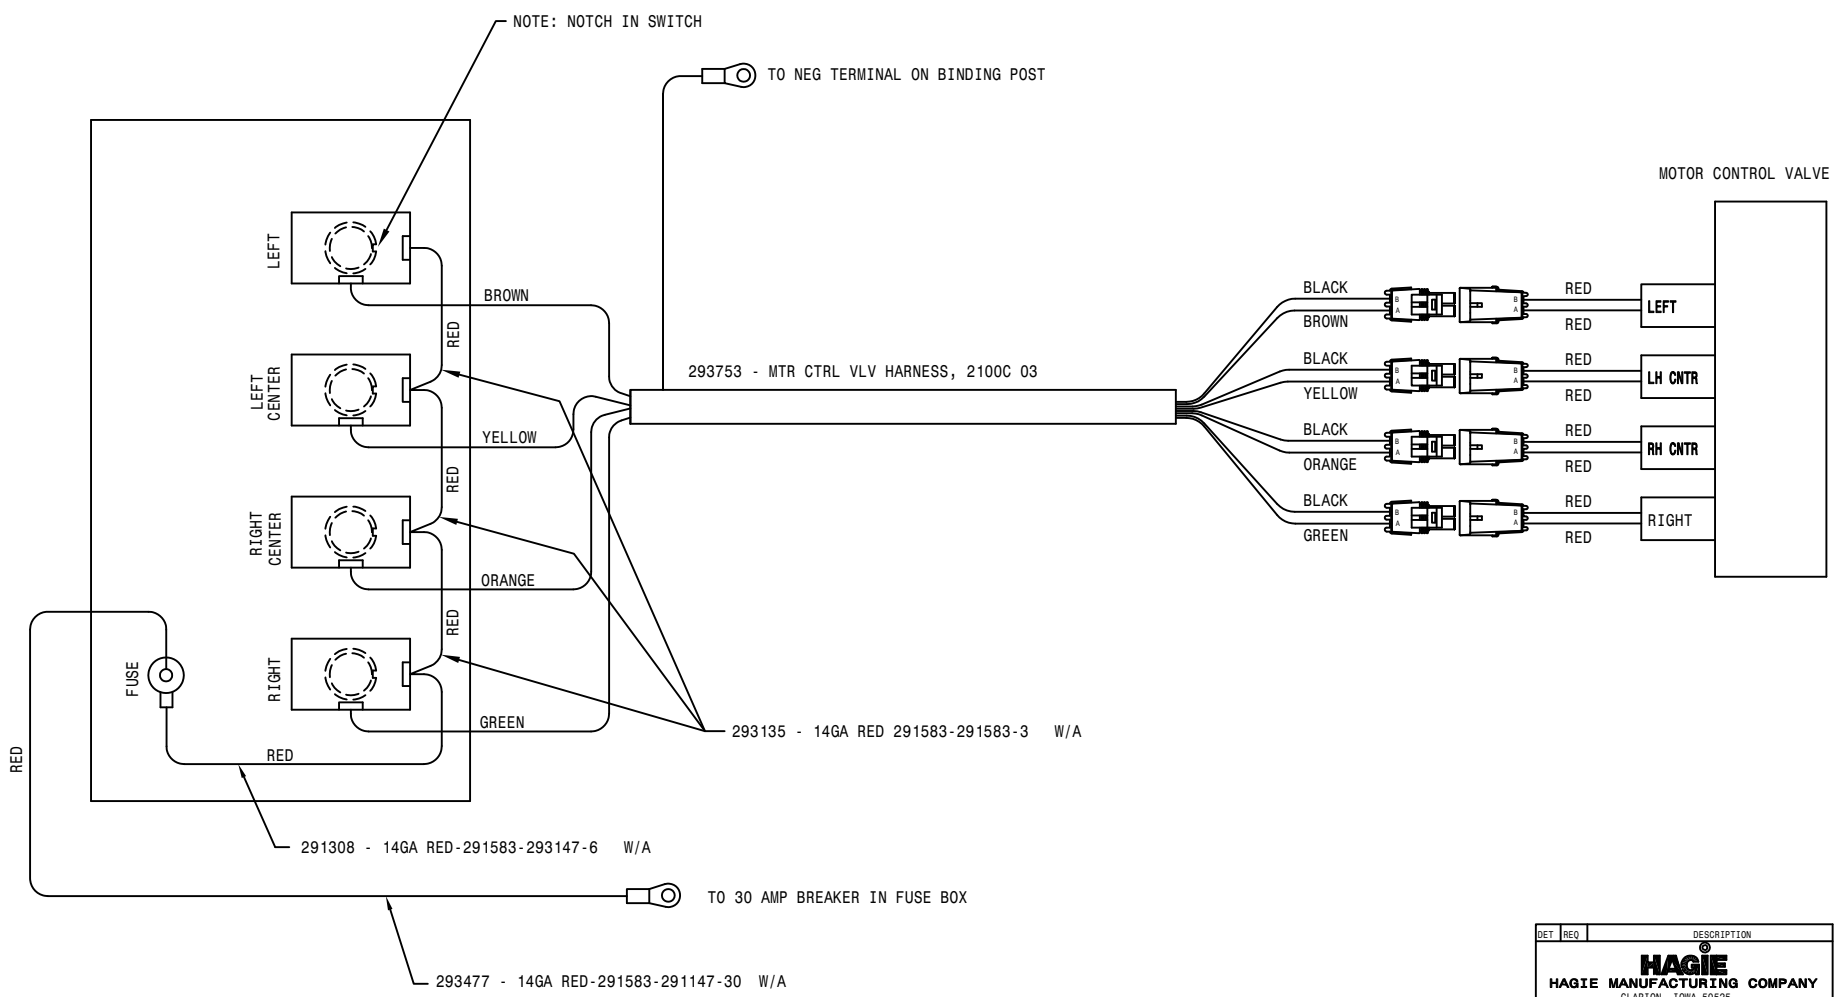 NOTE: NOTCH IN SWITCH
TO NEG TERMINAL ON BINDING POST
MOTOR CONTROL VALVE
LEFT
BROWN
RED
LEFT
CENTER
YELLOW
RED
RIGHT
CENTER
ORANGE
RED
RIGHT
GREEN
FUSE
RED
RED
293753 - MTR CTRL VLV HARNESS, 2100C 03
BLACK
BROWN
B
A
B
A
RED
RED
LEFT
BLACK
YELLOW
B
A
B
A
RED
RED
LH CNTR
BLACK
ORANGE
B
A
B
A
RED
RED
RH CNTR
BLACK
GREEN
B
A
B
A
RED
RED
RIGHT
293135 - 14GA RED 291583-291583-3 W/A
291308 - 14GA RED-291583-293147-6 W/A
TO 30 AMP BREAKER IN FUSE BOX
293477 - 14GA RED-291583-291147-30 W/A
DET REQ DESCRIPTION
HAGIE
HAGIE MANUFACTURING COMPANY
CLARION, IOWA 50525